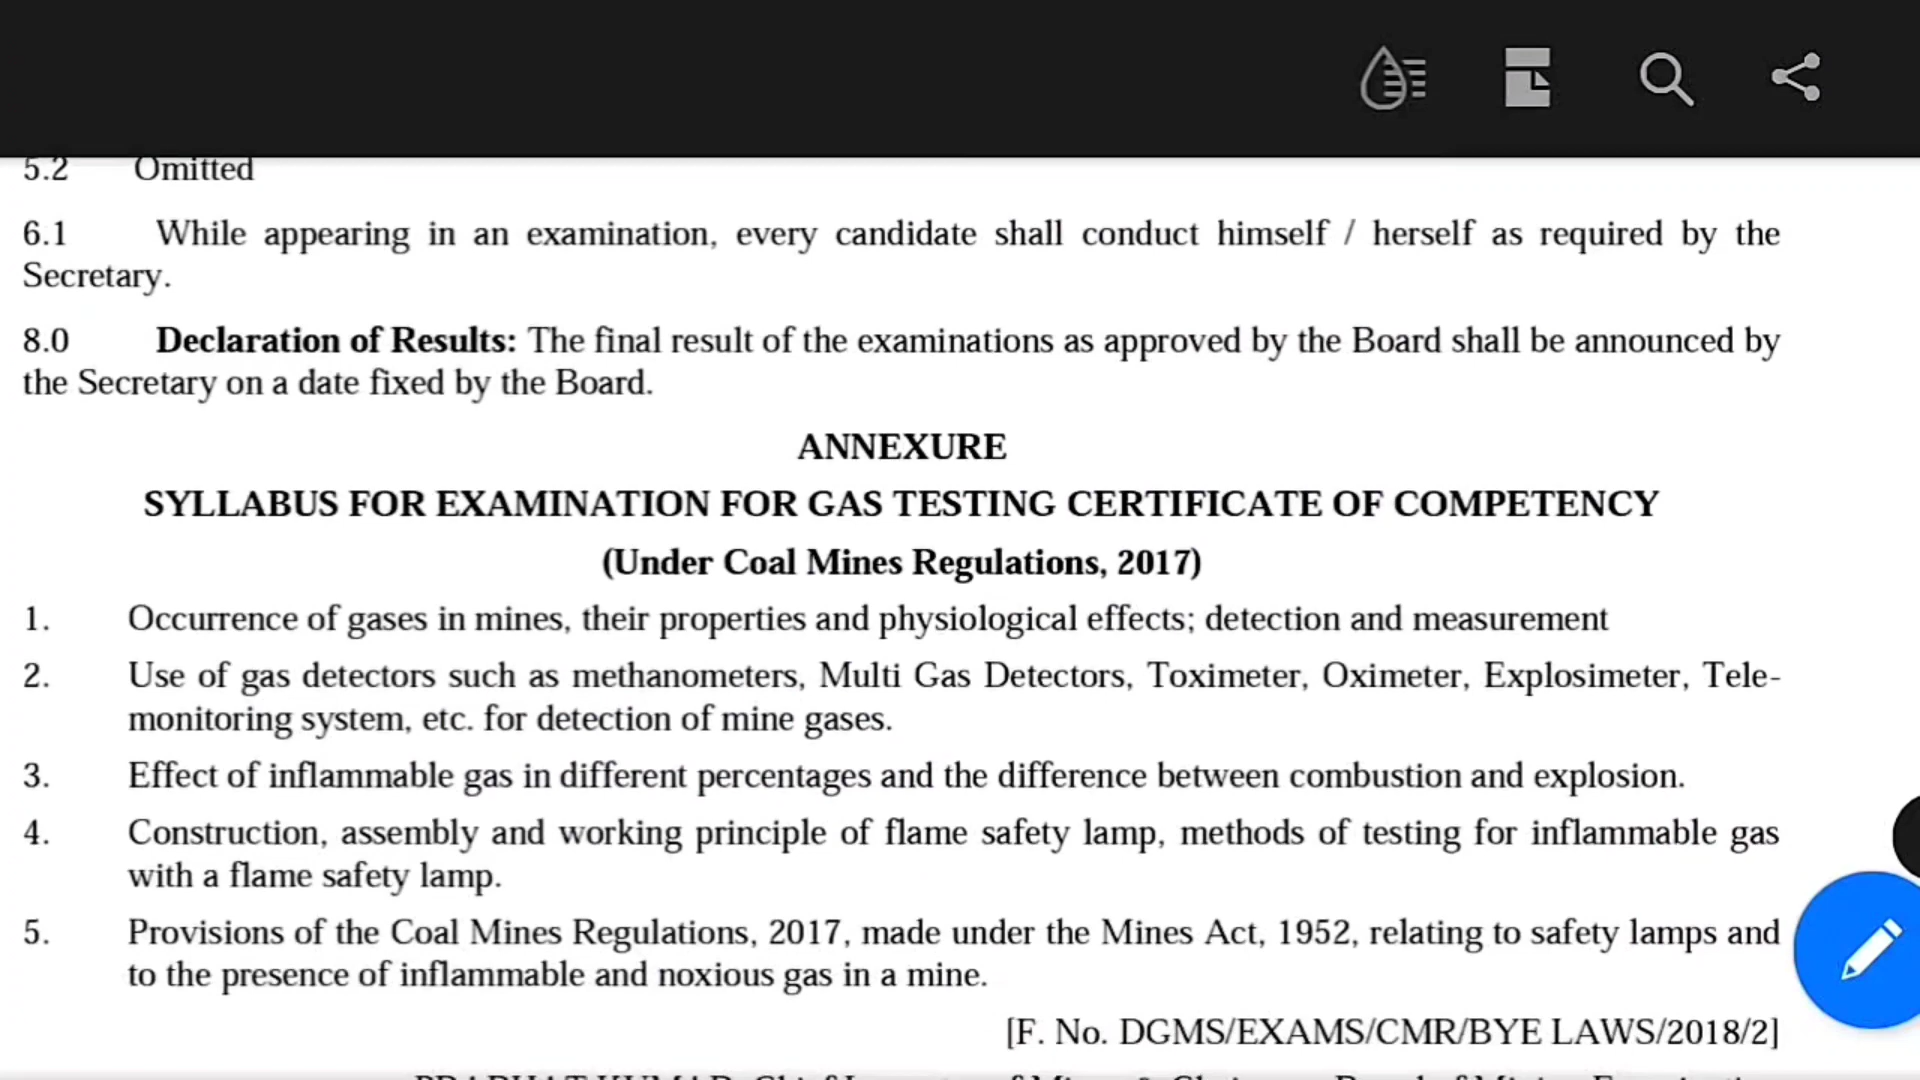 5.2 Omitted
6.1 While appearing in an examination, every candidate shall conduct himself / herself as required by the
Secretary.
8.0 Declaration of Results: The final result of the examinations as approved by the Board shall be announced by
the Secretary on a date fixed by the Board.
ANNEXURE
SYLLABUS FOR EXAMINATION FOR GAS TESTING CERTIFICATE OF COMPETENCY
(Under Coal Mines Regulations, 2017)
1. Occurrence of gases in mines, their properties and physiological effects; detection and measurement
2. Use of gas detectors such as methanometers, Multi Gas Detectors, Toximeter, Oximeter, Explosimeter, Tele-
monitoring system, etc. for detection of mine gases.
3. Effect of inflammable gas in different percentages and the difference between combustion and explosion.
4. Construction, assembly and working principle of flame safety lamp, methods of testing for inflammable gas
with a flame safety lamp.
5. Provisions of the Coal Mines Regulations, 2017, made under the Mines Act, 1952, relating to safety lamps and
to the presence of inflammable and noxious gas in a mine.
[F. No. DGMS/EXAMS/CMR/BYE LAWS/2018/2]